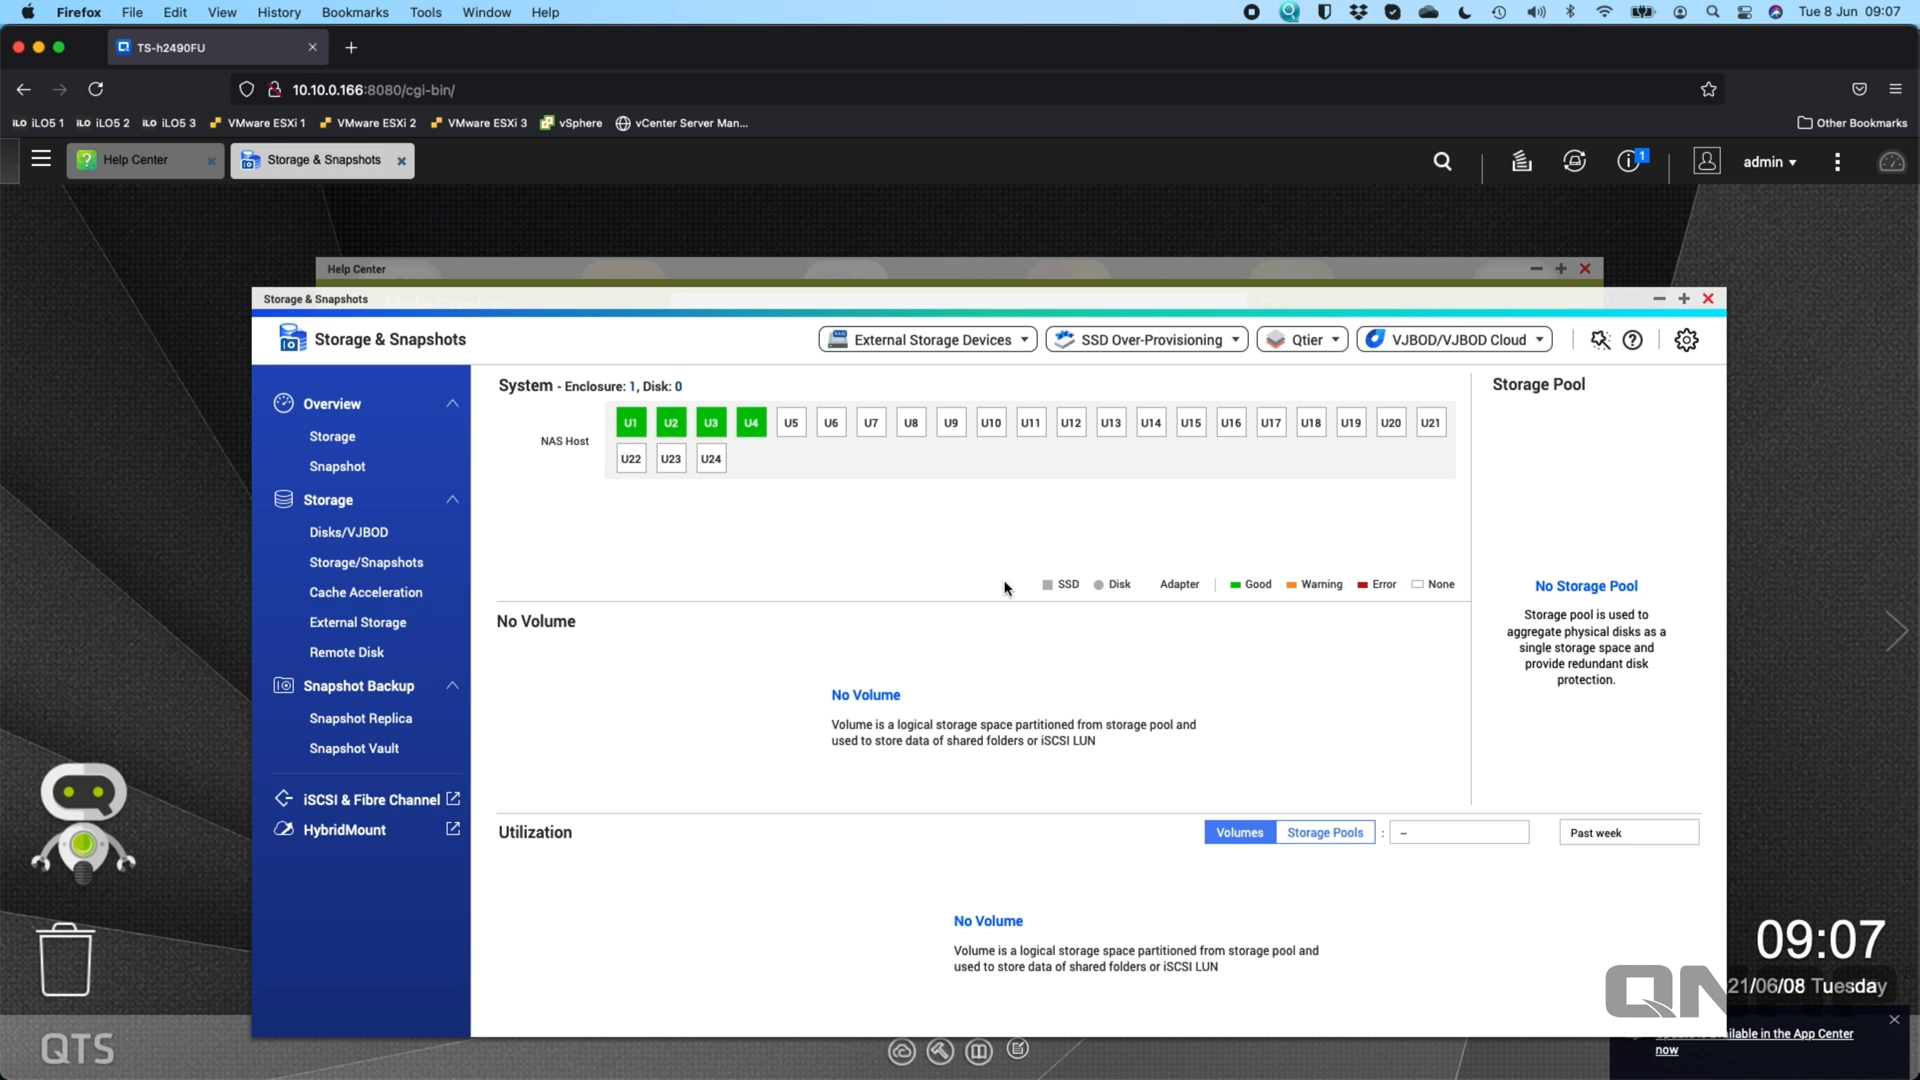 Firefox File Edit View History Bookmarks Tools Window Help
Tue 8 Jun 09:07
TS-h2490FU
10.10.0.166:8080/cgi-bin/
iLO iLO5 1 iLO iLO5 2 iLO iLO5 3 VMware ESXi 1 VMware ESXi 2 VMware ESXi 3 vSphere vCenter Server Man... Other Bookmarks
Help Center Storage & Snapshots
1
admin
Help Center
Storage & Snapshots
Storage & Snapshots
External Storage Devices SSD Over-Provisioning Qtier VJBOD/VJBOD Cloud
Overview
Storage
Snapshot
Storage
Disks/VJBOD
Storage/Snapshots
Cache Acceleration
External Storage
Remote Disk
Snapshot Backup
Snapshot Replica
Snapshot Vault
iSCSI & Fibre Channel
HybridMount
System - Enclosure: 1, Disk: 0
NAS Host
U1 U2 U3 U4 U5 U6 U7 U8 U9 U10 U11 U12 U13 U14 U15 U16 U17 U18 U19 U20 U21
U22 U23 U24
SSD Disk Adapter Good Warning Error None
Storage Pool
No Storage Pool
Storage pool is used to
aggregate physical disks as a
single storage space and
provide redundant disk
protection.
No Volume
No Volume
Volume is a logical storage space partitioned from storage pool and
used to store data of shared folders or iSCSI LUN
Utilization
Volumes Storage Pools : – Past week
No Volume
Volume is a logical storage space partitioned from storage pool and
used to store data of shared folders or iSCSI LUN
09:07
21/06/08 Tuesday
in the App Center
now
QTS